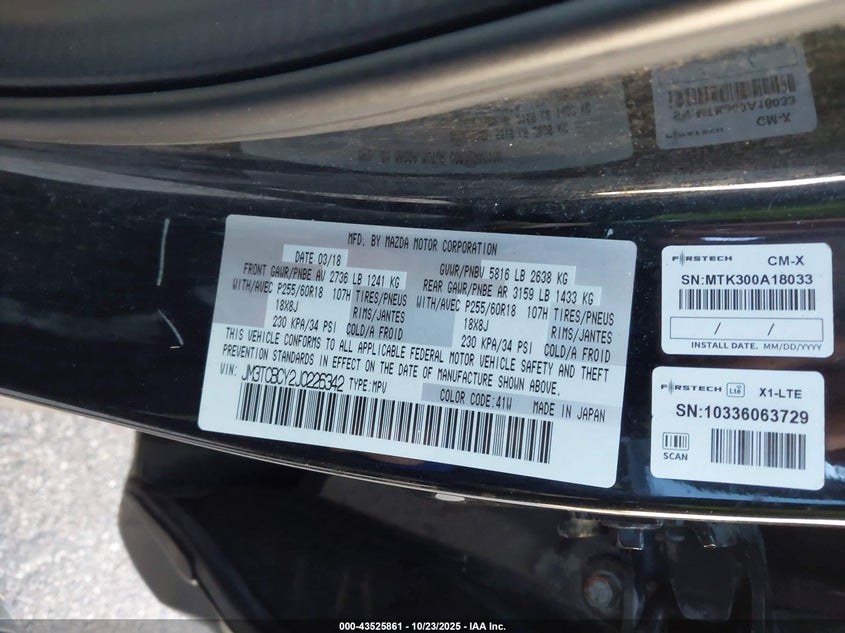 MFD. BY MAZDA MOTOR CORPORATION
DATE 03/18
GVWR/PNBV 5816 LB 2638 KG
FRONT GAWR/PNBE AV 2736 LB 1241 KG
REAR GAWR/PNBE AR 3159 LB 1433 KG
WITH/AVEC P255/60R18 107H TIRES/PNEUS
WITH/AVEC P255/60R18 107H TIRES/PNEUS
18X8J RIMS/JANTES
18X8J RIMS/JANTES
230 KPA/34 PSI COLD/A FROID
230 KPA/34 PSI COLD/A FROID
THIS VEHICLE CONFORMS TO ALL APPLICABLE FEDERAL MOTOR VEHICLE SAFETY AND THEFT
PREVENTION STANDARDS IN EFFECT ON THE DATE OF MANUFACTURE SHOWN ABOVE.
VIN: JM3TCBCY2J0226342 TYPE:MPV
COLOR CODE:41W MADE IN JAPAN
FIRSTECH CM-X
SN:MTK300A18033
/ /
INSTALL DATE. MM/DD/YYYY
FIRSTECH LTE X1-LTE
SN:10336063729
SCAN
000-43525861 | 10/23/2025 - IAA Inc.